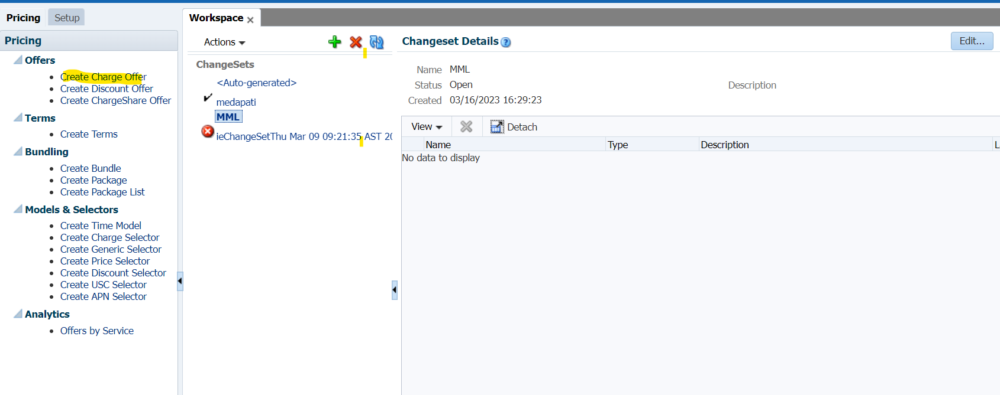 Pricing Setup
Pricing
Offers
Create Charge Offer
Create Discount Offer
Create ChargeShare Offer
Terms
Create Terms
Bundling
Create Bundle
Create Package
Create Package List
Models & Selectors
Create Time Model
Create Charge Selector
Create Generic Selector
Create Price Selector
Create Discount Selector
Create USC Selector
Create APN Selector
Analytics
Offers by Service
Workspace
Actions
ChangeSets
<Auto-generated>
medapati
MML
ieChangeSetThu Mar 09 09:21:35 AST 20
Changeset Details
Edit...
Name MML
Status Open
Description
Created 03/16/2023 16:29:23
View Detach
Name Type Description L
No data to display